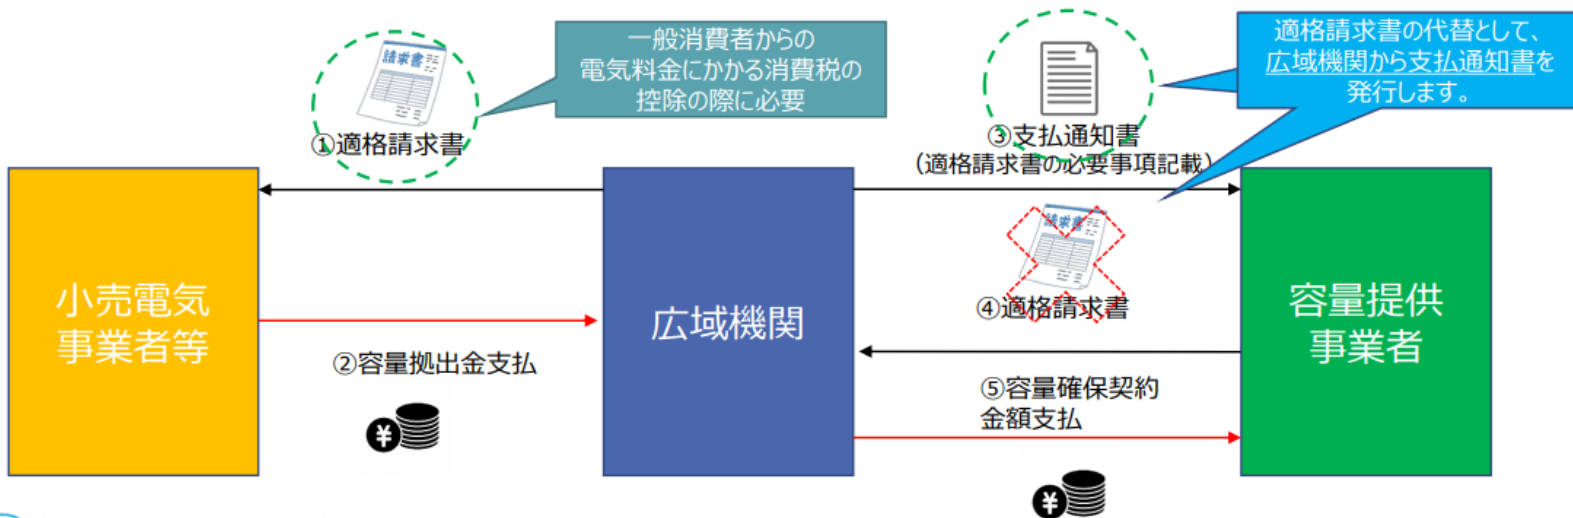 一般消費者からの
電気料金にかかる消費税の
控除の際に必要
適格請求書の代替として、
広域機関から支払通知書を
発行します。
請求書
①適格請求書
③支払通知書
（適格請求書の必要事項記載）
小売電気
事業者等
②容量拠出金支払
¥
広域機関
請求書
④適格請求書
⑤容量確保契約
金額支払
¥
容量提供
事業者